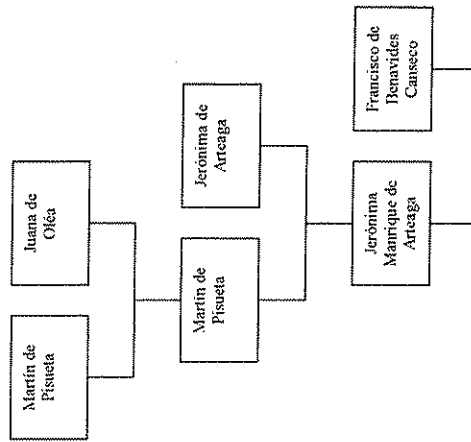 Martín de
Pisueta
Juana de
Oléa
Martín de
Pisueta
Jerónima de
Arteaga
Jerónima
Manrique de
Arteaga
Francisco de
Benavides
Canseco